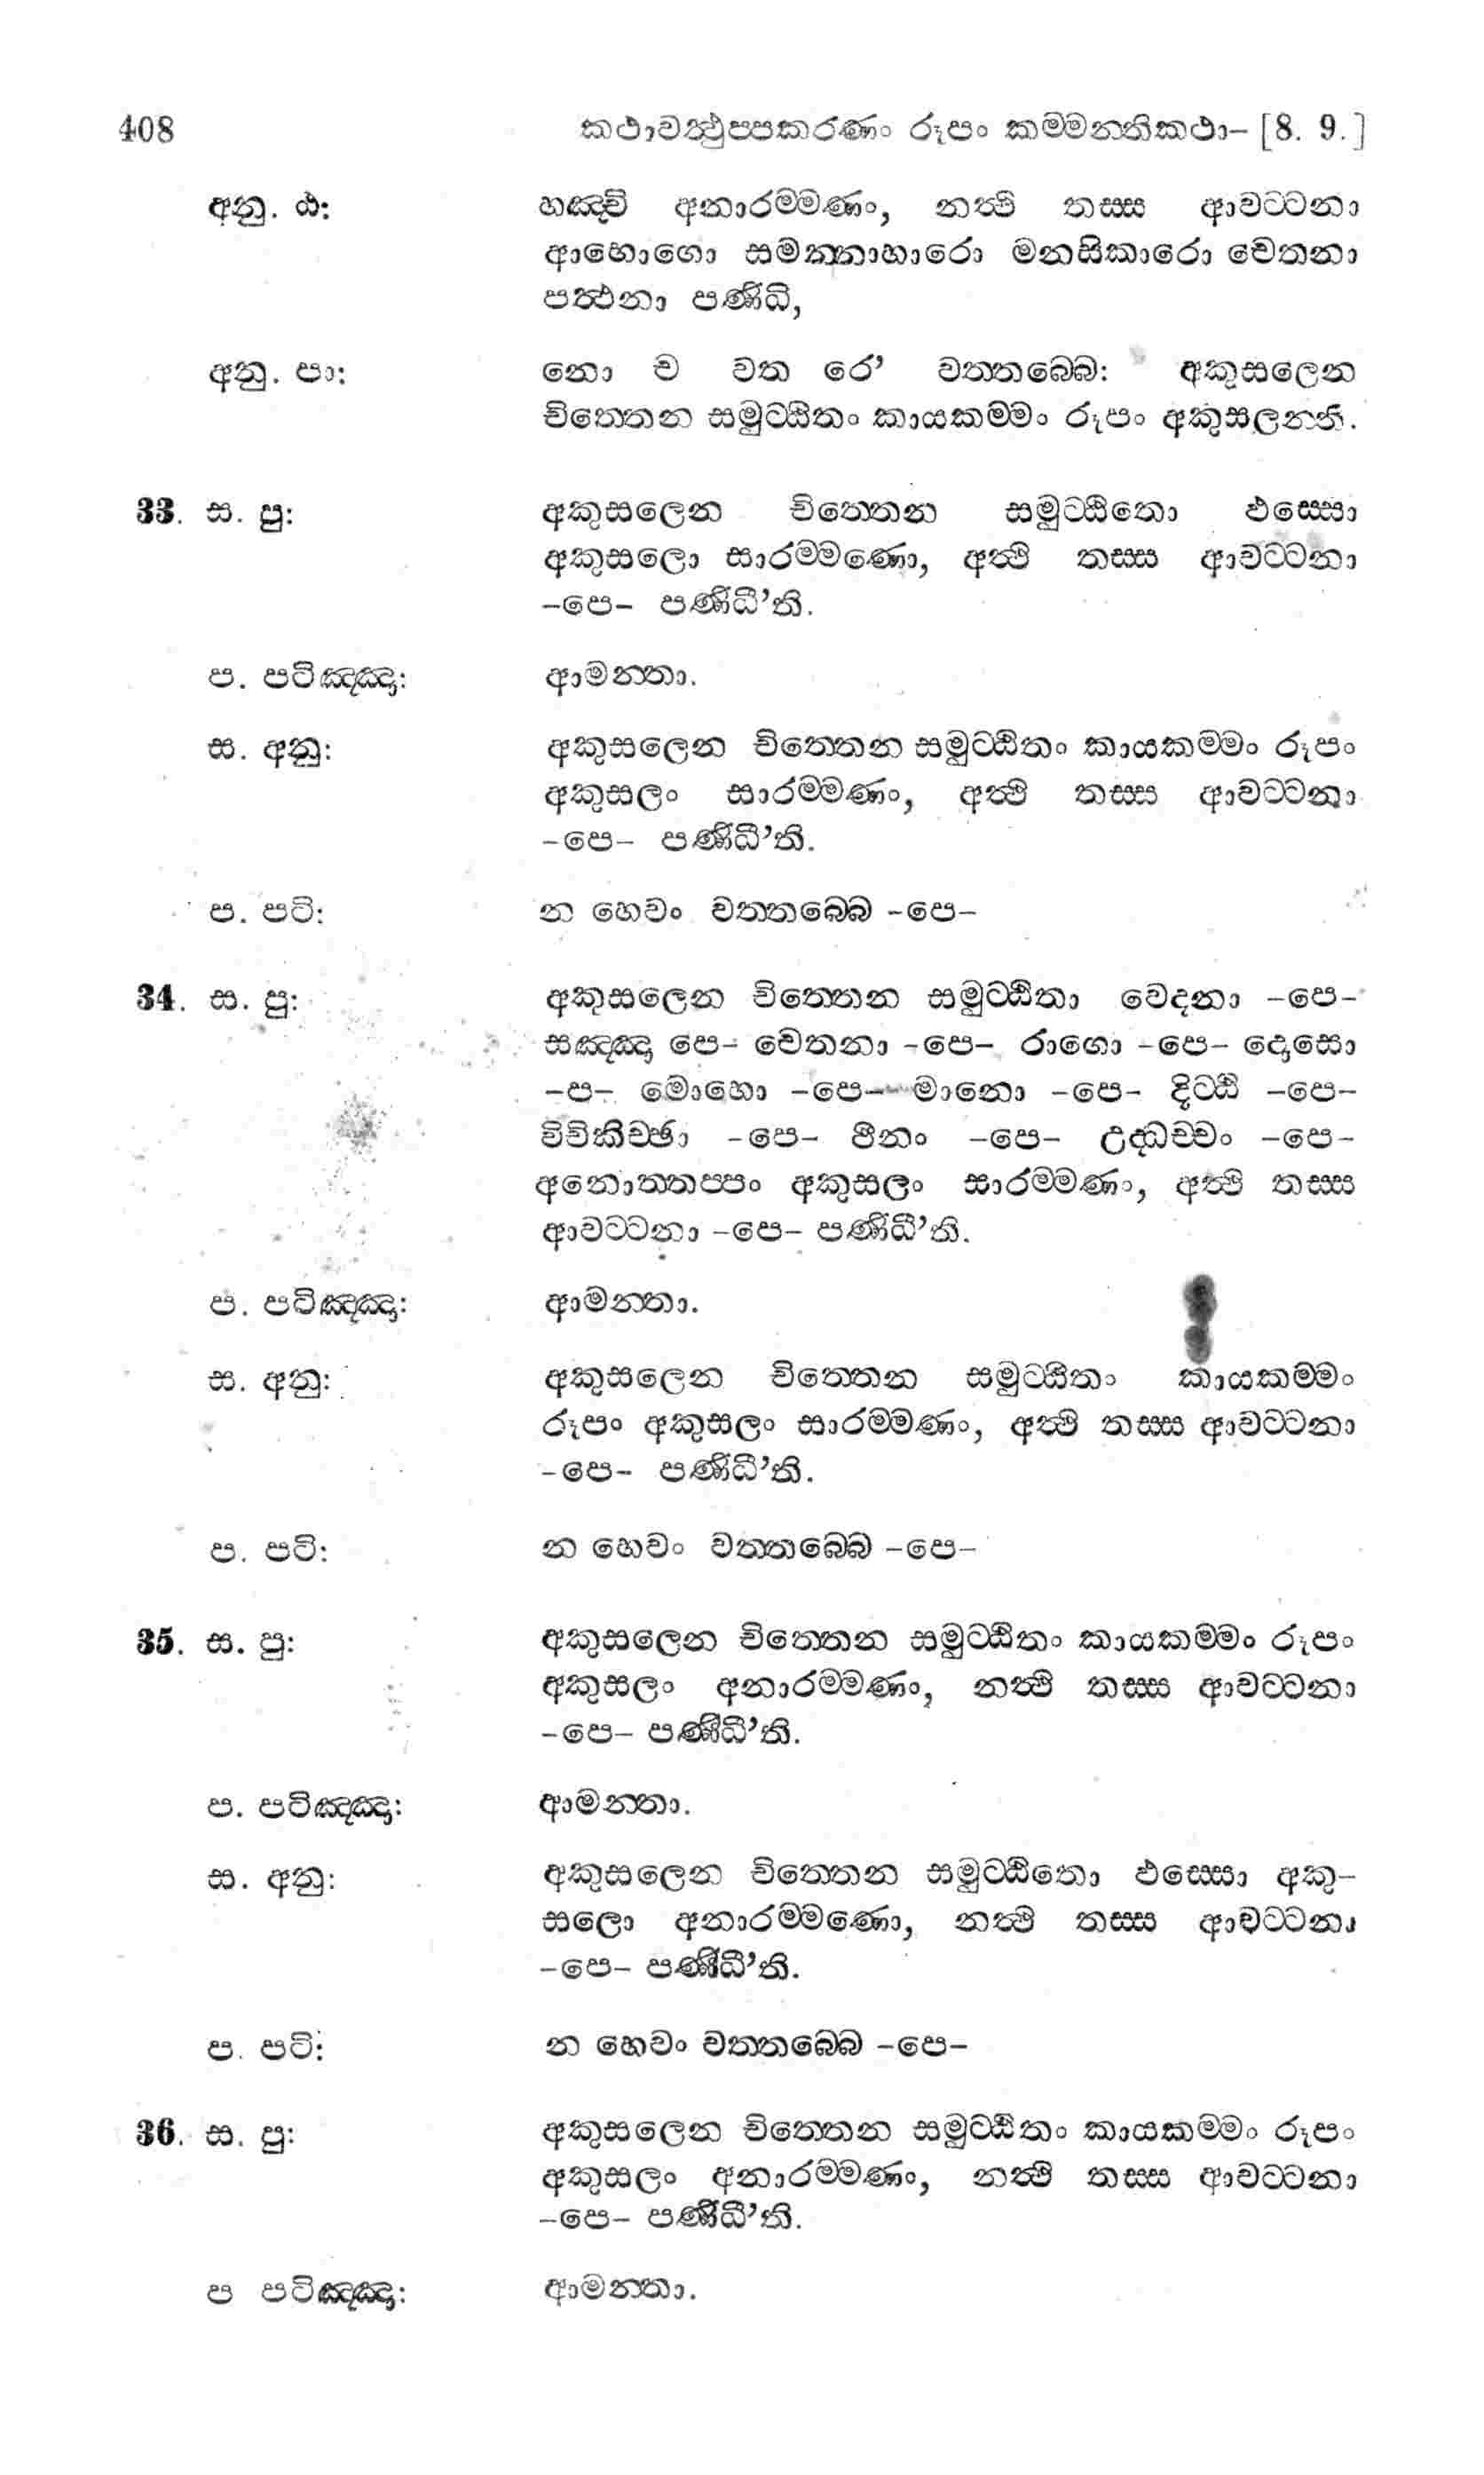 408 කථාවත්‍ථුප්පකරණං රූපං කම්මන්තිකථා- [8. 9.]
අනු. ඨ: හඤ්චි අනාරම්මණං, නත්‍ථි තස්ස ආවට්ටනා
ආභොගො සමන්නාහාරො මනසිකාරො චෙතනා
පත්‍ථනා පණිධි,
අනු. පා: නො ච වත රෙ' වත්තබ්බෙ: අකුසලෙන
චිත්තෙන සමුට්ඨිතං කායකම්මං රූපං අකුසලන්ති.
33. ස. පු: අකුසලෙන චිත්තෙන සමුට්ඨිතො ඵස්සො
අකුසලො සාරම්මණො, අත්‍ථි තස්ස ආවට්ටනා
-පෙ- පණිධී'ති.
ප. පටිඤ්ඤා: ආමන්තා.
ස. අනු: අකුසලෙන චිත්තෙන සමුට්ඨිතං කායකම්මං රූපං
අකුසලං සාරම්මණං, අත්‍ථි තස්ස ආවට්ටනා
-පෙ- පණිධී'ති.
ප. පටි: න හෙවං වත්තබ්බෙ -පෙ-
34. ස. පු: අකුසලෙන චිත්තෙන සමුට්ඨිතා වෙදනා -පෙ-
සඤ්ඤා පෙ- චෙතනා -පෙ- රාගො -පෙ- දොසො
-ප- මොහො -පෙ- මානො -පෙ- දිට්ඨි -පෙ-
විචිකිච්ඡා -පෙ- ථීනං -පෙ- උද්ධච්චං -පෙ-
අනොත්තප්පං අකුසලං සාරම්මණං, අත්‍ථි තස්ස
ආවට්ටනා -පෙ- පණිධී'ති.
ප. පටිඤ්ඤා: ආමන්තා.
ස. අනු: අකුසලෙන චිත්තෙන සමුට්ඨිතං කායකම්මං
රූපං අකුසලං සාරම්මණං, අත්‍ථි තස්ස ආවට්ටනා
-පෙ- පණිධී'ති.
ප. පටි: න හෙවං වත්තබ්බෙ -පෙ-
35. ස. පු: අකුසලෙන චිත්තෙන සමුට්ඨිතං කායකම්මං රූපං
අකුසලං අනාරම්මණං, නත්‍ථි තස්ස ආවට්ටනා
-පෙ- පණිධී'ති.
ප. පටිඤ්ඤා: ආමන්තා.
ස. අනු: අකුසලෙන චිත්තෙන සමුට්ඨිතො ඵස්සො අකු-
සලො අනාරම්මණො, නත්‍ථි තස්ස ආවට්ටනා
-පෙ- පණිධී'ති.
ප. පටි: න හෙවං වත්තබ්බෙ -පෙ-
36. ස. පු: අකුසලෙන චිත්තෙන සමුට්ඨිතං කායකම්මං රූපං
අකුසලං අනාරම්මණං, නත්‍ථි තස්ස ආවට්ටනා
-පෙ- පණිධී'ති.
ප පටිඤ්ඤා: ආමන්තා.